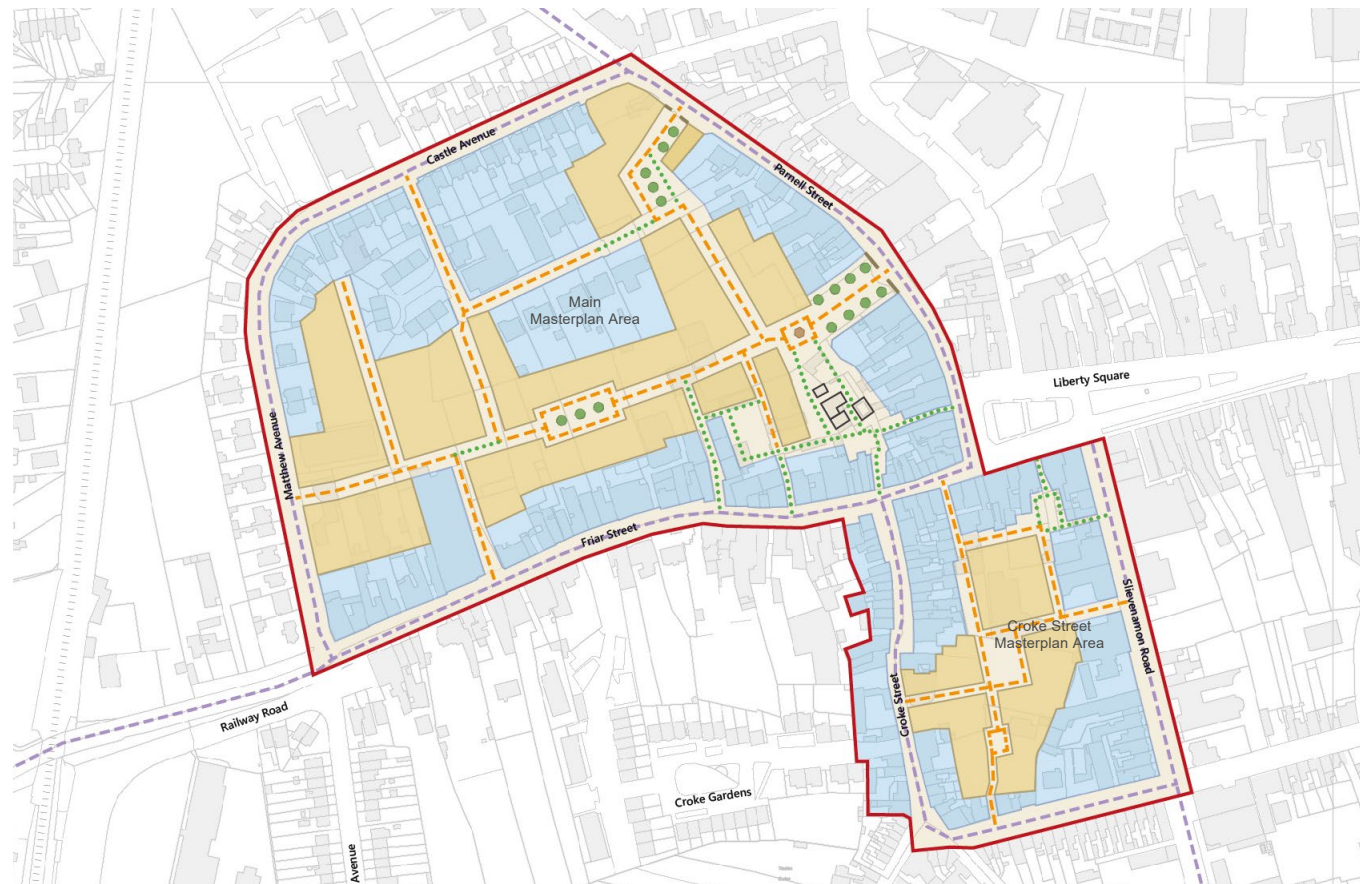 Castle Avenue
Parnell Street
Main
Masterplan Area
Liberty Square
Matthew Avenue
Friar Street
Slievenamon Road
Croke Street
Masterplan Area
Croke Street
Railway Road
Croke Gardens
Avenue